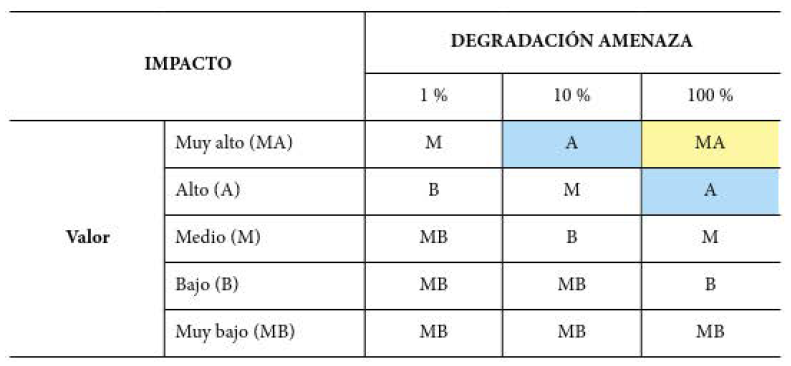 IMPACTO
DEGRADACIÓN AMENAZA
1 % 10 % 100 %
Valor
Muy alto (MA) M A MA
Alto (A) B M A
Medio (M) MB B M
Bajo (B) MB MB B
Muy bajo (MB) MB MB MB